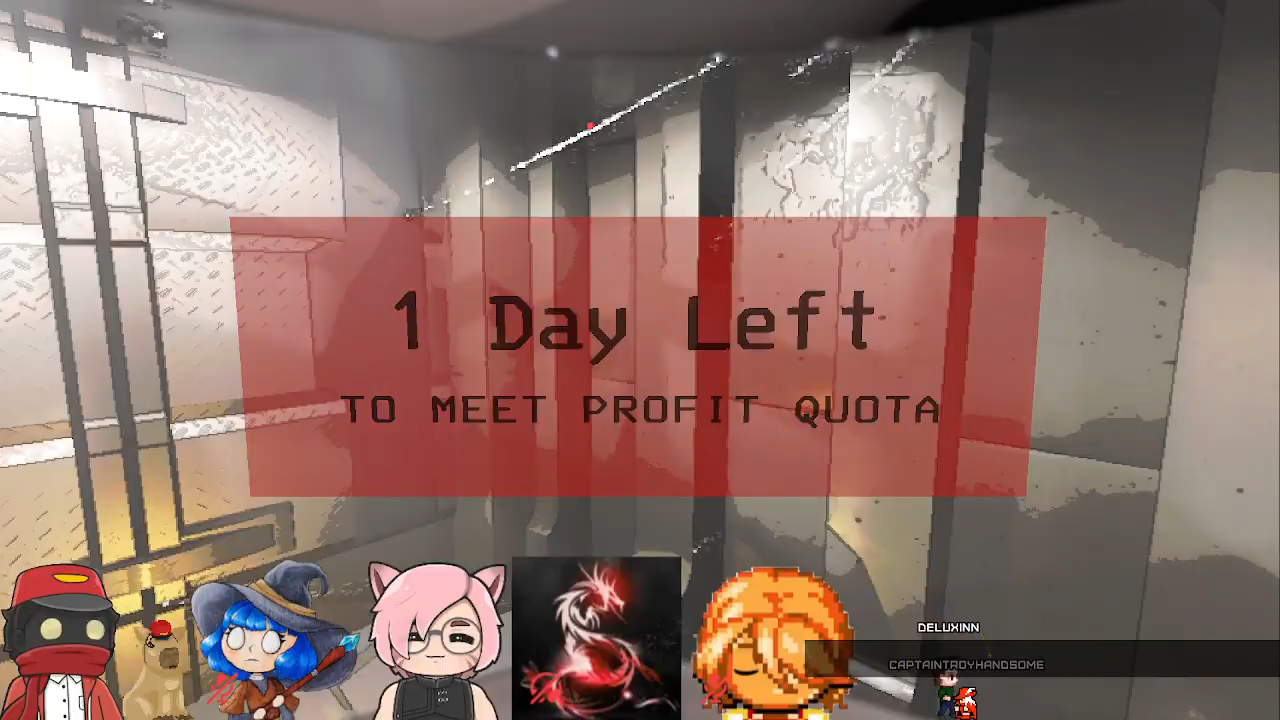 1 Day Left
TO MEET PROFIT QUOTA
DELUXINN
CAPTAINTROYHANDSOME